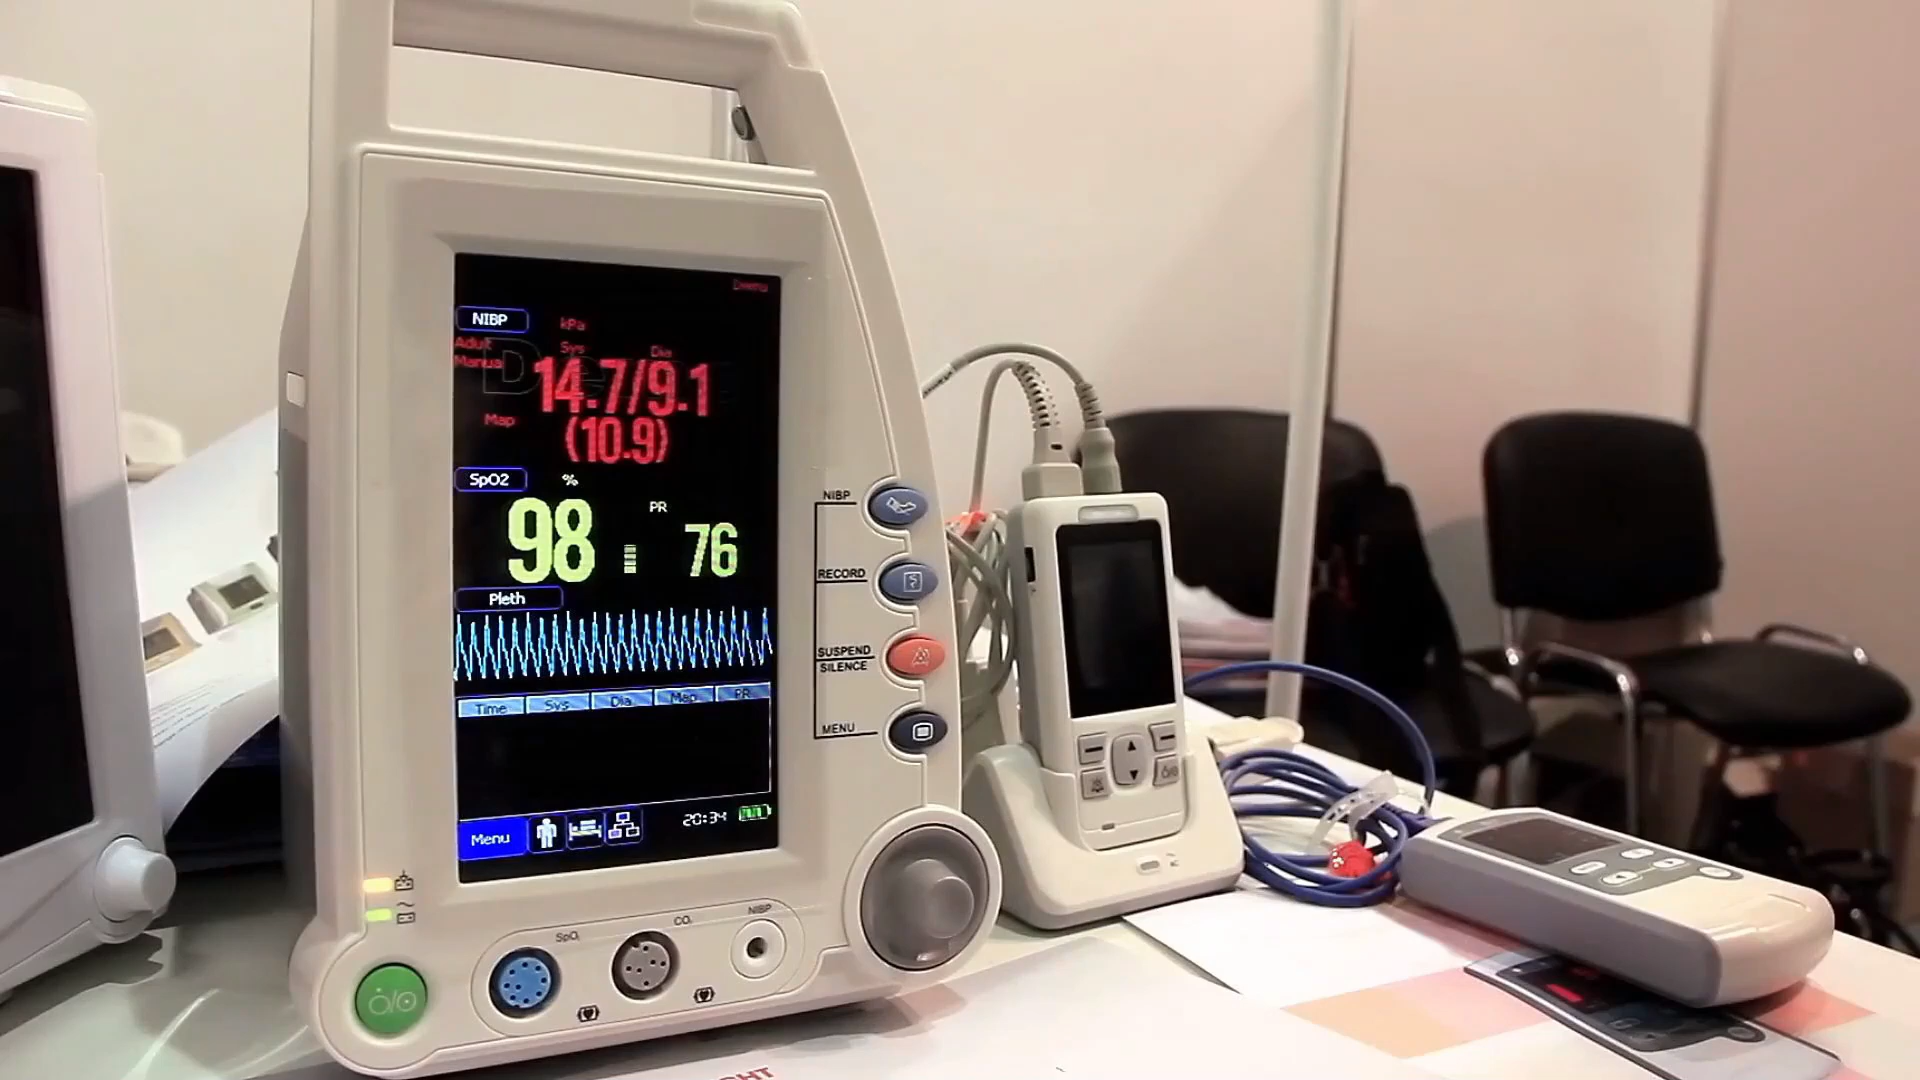 Demo
NIBP
kPa
Adult
Sys
Dia
Manual
14.7/9.1
Map
(10.9)
SpO2
%
PR
98
76
Pleth
Time Sys Dia Map PR
Menu
20:34
NIBP
RECORD
SUSPEND
SILENCE
MENU
SpO₂
CO₂
NIBP